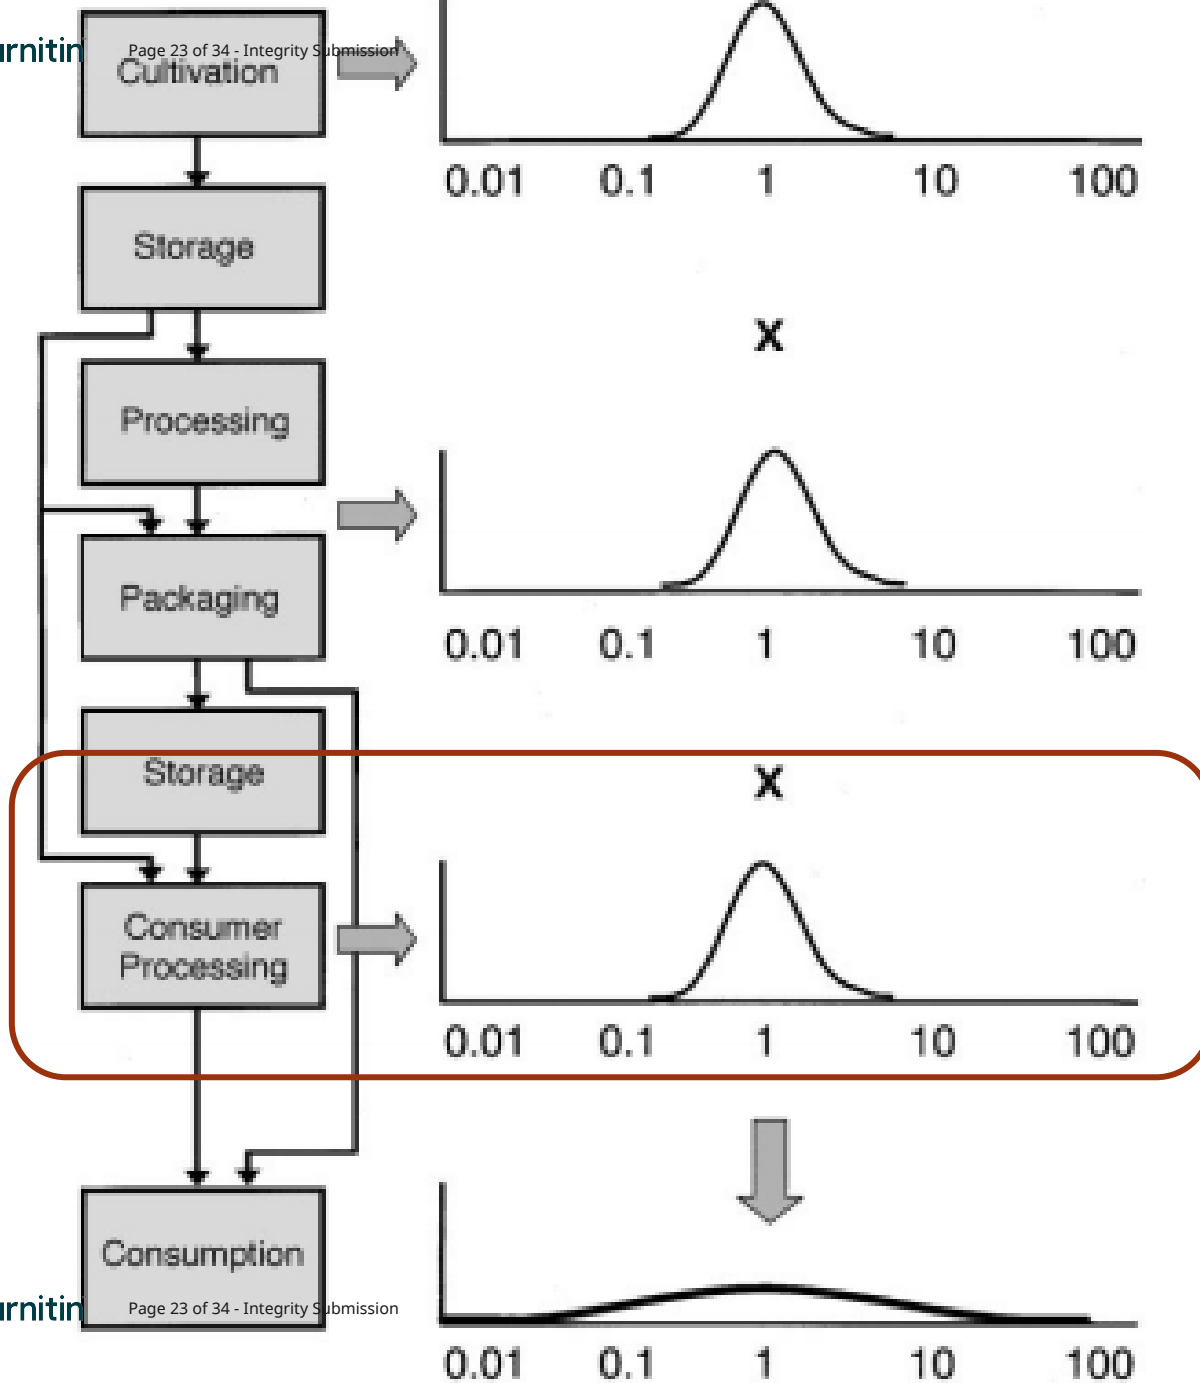 urnitin
Page 23 of 34 - Integrity Submission
Cultivation
0.01 0.1 1 10 100
Storage
X
Processing
Packaging
0.01 0.1 1 10 100
Storage
X
Consumer
Processing
0.01 0.1 1 10 100
Consumption
urnitin
Page 23 of 34 - Integrity Submission
0.01 0.1 1 10 100